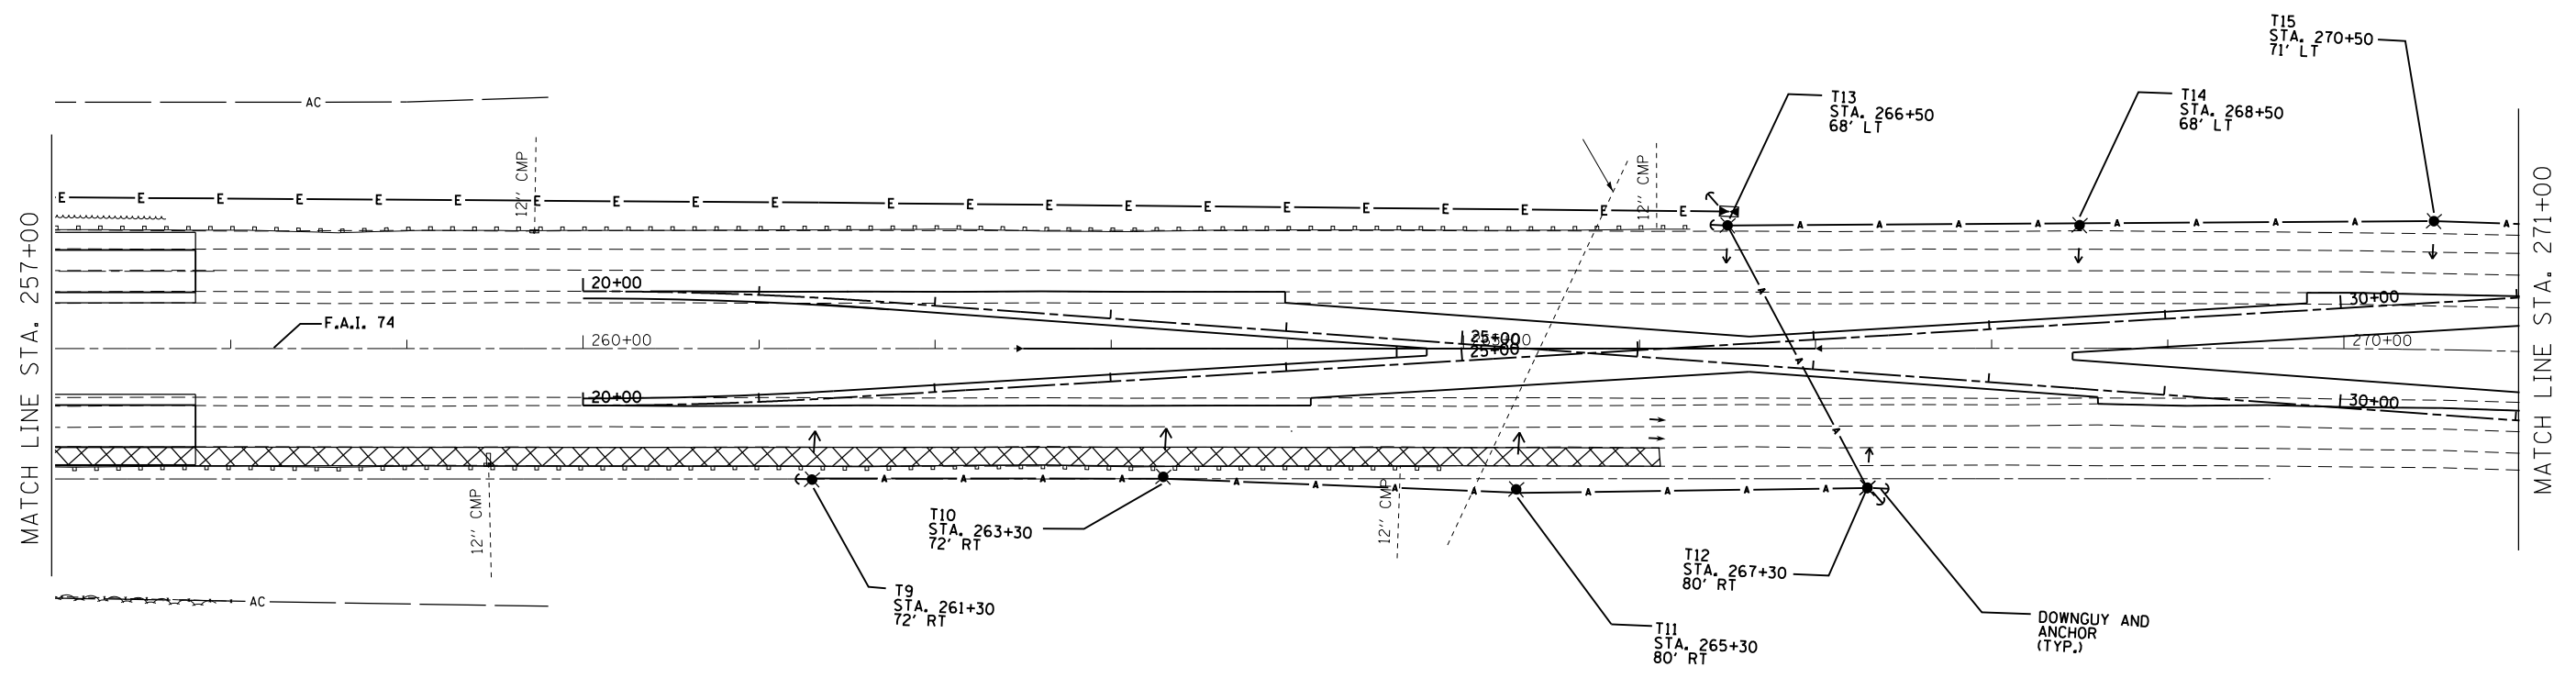 T15
STA. 270+50
71' LT
T13
STA. 266+50
68' LT
T14
STA. 268+50
68' LT
AC
12'' CMP
12'' CMP
E E E E E E E E E E E E E E E E E E E E E
A A A A A A A A A
MATCH LINE STA. 257+00
MATCH LINE STA. 271+00
20+00
30+00
F.A.I. 74
260+00
25+00
25+00
270+00
20+00
30+00
A
A
A
A A A A A A A A A A A A
12'' CMP
12'' CMP
T10
STA. 263+30
72' RT
T12
STA. 267+30
80' RT
T9
STA. 261+30
72' RT
AC
T11
STA. 265+30
80' RT
DOWNGUY AND
ANCHOR
(TYP.)